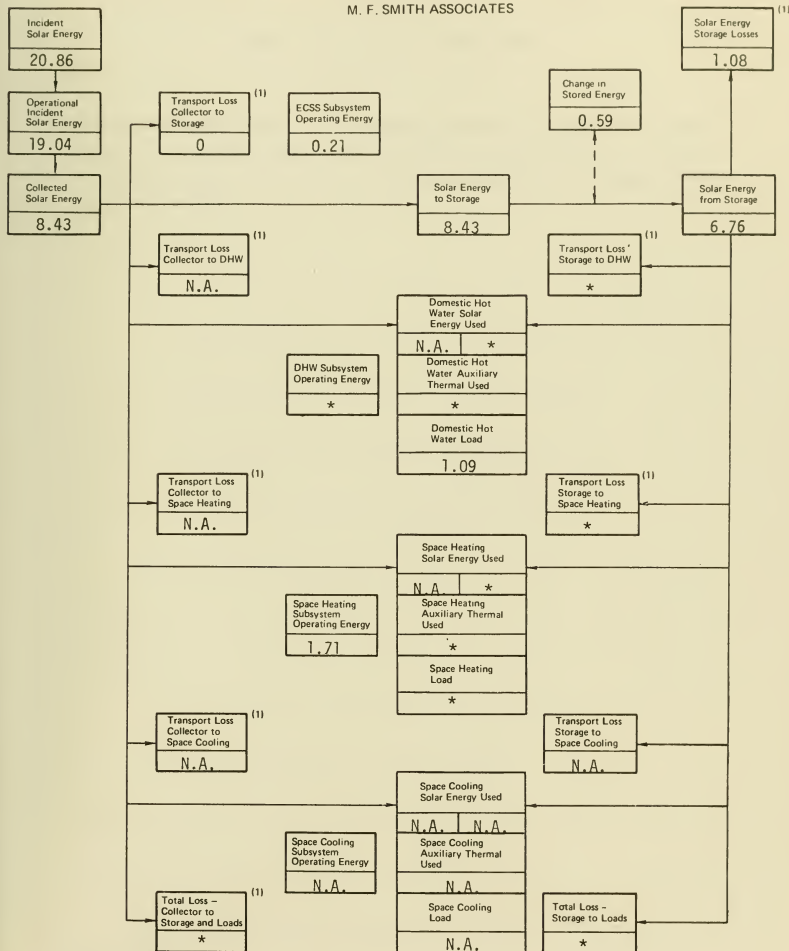 M. F. SMITH ASSOCIATES
Incident
Solar Energy
20.86
Operational
Incident
Solar Energy
19.04
Collected
Solar Energy
8.43
Transport Loss
Collector to
Storage
0
(1)
ECSS Subsystem
Operating Energy
0.21
Change in
Stored Energy
0.59
Solar Energy
Storage Losses
1.08
(1)
Solar Energy
to Storage
8.43
Solar Energy
from Storage
6.76
Transport Loss
Collector to DHW
N.A.
(1)
Transport Loss
Storage to DHW
*
(1)
Domestic Hot
Water Solar
Energy Used
N.A. *
Domestic Hot
Water Auxiliary
Thermal Used
*
Domestic Hot
Water Load
1.09
DHW Subsystem
Operating Energy
*
Transport Loss
Collector to
Space Heating
N.A.
(1)
Transport Loss
Storage to
Space Heating
*
(1)
Space Heating
Solar Energy Used
N.A. *
Space Heating
Auxiliary Thermal
Used
*
Space Heating
Load
*
Space Heating
Subsystem
Operating Energy
1.71
Transport Loss
Collector to
Space Cooling
N.A.
(1)
Transport Loss
Storage to
Space Cooling
N.A.
Space Cooling
Solar Energy Used
N.A. N.A.
Space Cooling
Auxiliary Thermal
Used
N.A.
Space Cooling
Load
N.A.
Space Cooling
Subsystem
Operating Energy
N.A.
Total Loss –
Collector to
Storage and Loads
*
(1)
Total Loss –
Storage to Loads
*